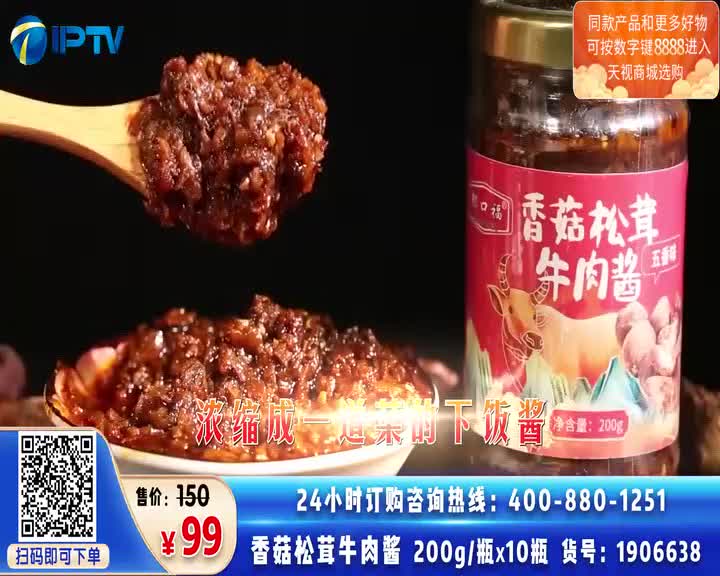 IPTV
同款产品和更多好物
可按数字键8888进入
天视商城选购
口福
香菇松茸
牛肉酱
五香味
净含量：200g
浓缩成一道菜的下饭酱
售价：150
¥99
24小时订购咨询热线：400-880-1251
香菇松茸牛肉酱 200g/瓶x10瓶 货号：1906638
扫码即可下单